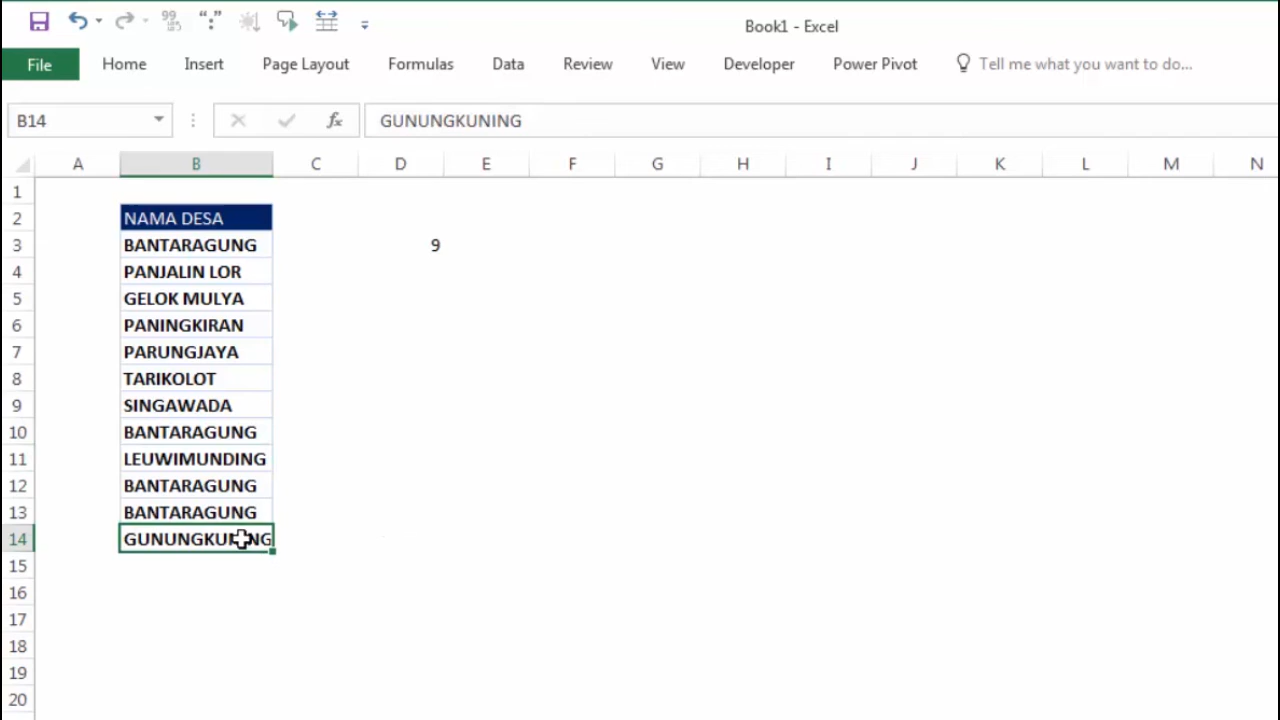 Book1 - Excel
File Home Insert Page Layout Formulas Data Review View Developer Power Pivot Tell me what you want to do...
B14 fx GUNUNGKUNING
A B C D E F G H I J K L M N
1
2 NAMA DESA
3 BANTARAGUNG 9
4 PANJALIN LOR
5 GELOK MULYA
6 PANINGKIRAN
7 PARUNGJAYA
8 TARIKOLOT
9 SINGAWADA
10 BANTARAGUNG
11 LEUWIMUNDING
12 BANTARAGUNG
13 BANTARAGUNG
14 GUNUNGKUNING
15
16
17
18
19
20